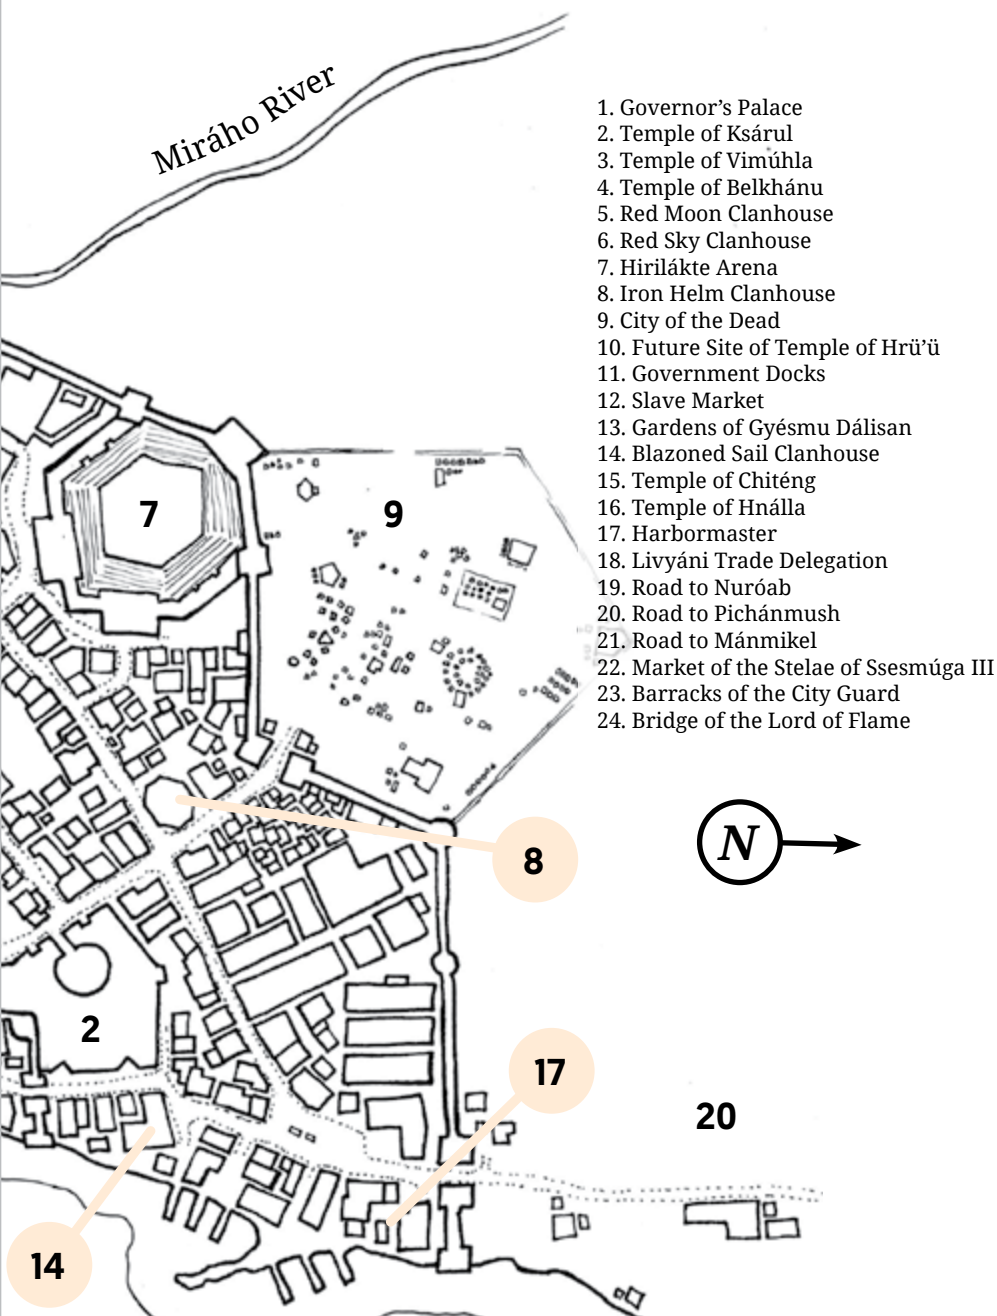 Miráho River
1. Governor’s Palace
2. Temple of Ksárul
3. Temple of Vimúhla
4. Temple of Belkhánu
5. Red Moon Clanhouse
6. Red Sky Clanhouse
7. Hirilákte Arena
8. Iron Helm Clanhouse
9. City of the Dead
10. Future Site of Temple of Hrü’ü
11. Government Docks
12. Slave Market
13. Gardens of Gyésmu Dálisan
14. Blazoned Sail Clanhouse
15. Temple of Chiténg
16. Temple of Hnálla
17. Harbormaster
18. Livyáni Trade Delegation
19. Road to Nuróab
20. Road to Pichánmush
21. Road to Mánmikel
22. Market of the Stelae of Ssesmúga III
23. Barracks of the City Guard
24. Bridge of the Lord of Flame
7
9
N
8
2
17
20
14